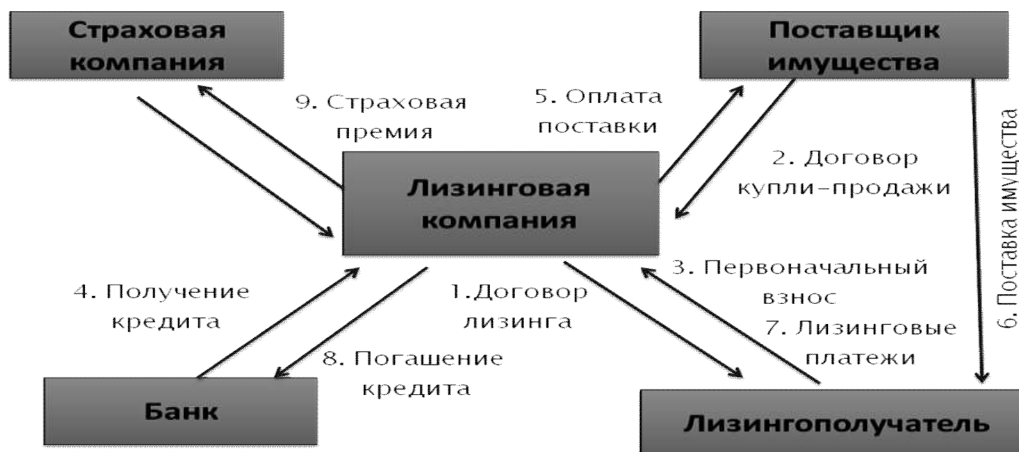 Страховая
компания
Поставщик
имущества
9. Страховая
премия
5. Оплата
поставки
2. Договор
купли-продажи
6. Поставка имущества
Лизинговая
компания
4. Получение
кредита
1.Договор
лизинга
3. Первоначальный
взнос
7. Лизинговые
платежи
8. Погашение
кредита
Банк
Лизингополучатель